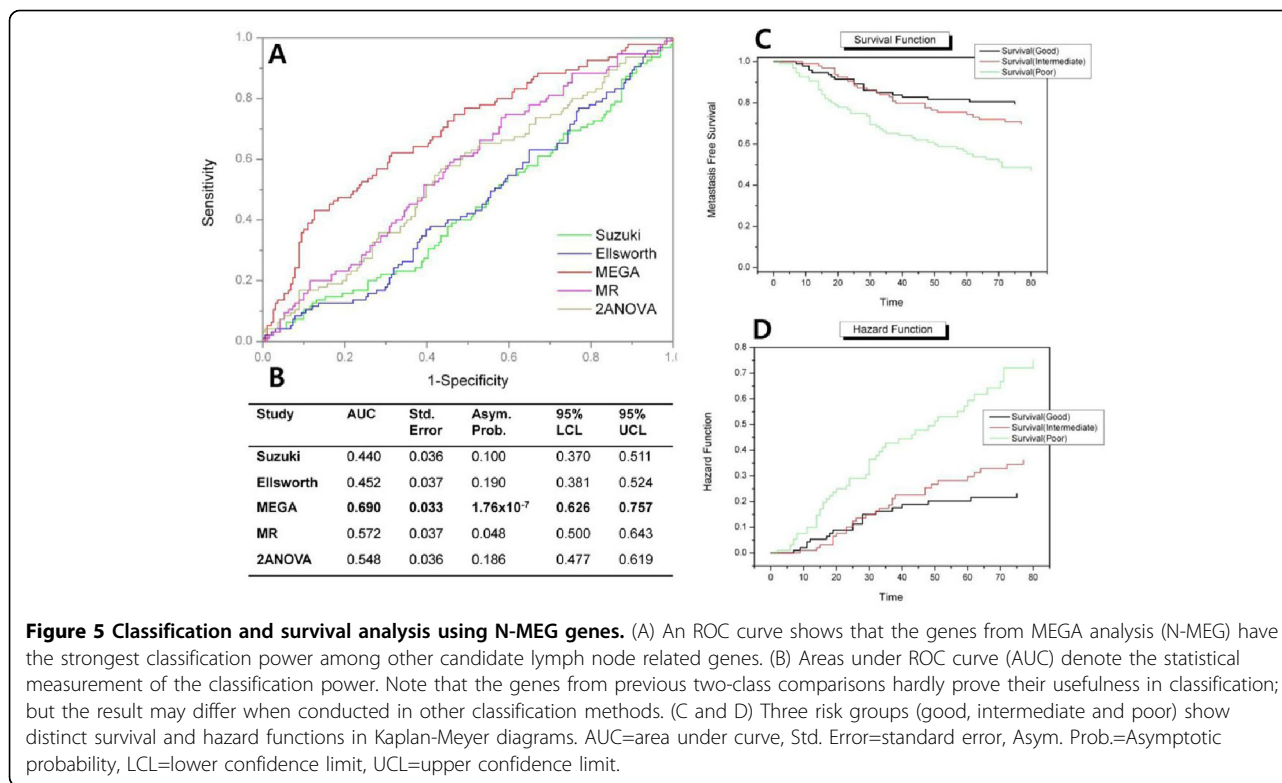 A
1.0
0.8
0.6
0.4
0.2
0.0
Sensitivity
Suzuki
Ellsworth
MEGA
MR
2ANOVA
0.0 0.2 0.4 0.6 0.8 1.0
1-Specificity
B
Study AUC Std. Error Asym. Prob. 95% LCL 95% UCL
Suzuki 0.440 0.036 0.100 0.370 0.511
Ellsworth 0.452 0.037 0.190 0.381 0.524
MEGA 0.690 0.033 1.76x10⁻⁷ 0.626 0.757
MR 0.572 0.037 0.048 0.500 0.643
2ANOVA 0.548 0.036 0.186 0.477 0.619
C
Survival Function
Survival(Good)
Survival(Intermediate)
Survival(Poor)
1.0
0.8
0.6
0.4
0.2
0.0
Metastasis Free Survival
0 10 20 30 40 50 60 70 80
Time
D
Hazard Function
0.8
0.7
0.6
0.5
0.4
0.3
0.2
0.1
0.0
Hazard Function
Survival(Good)
Survival(Intermediate)
Survival(Poor)
0 10 20 30 40 50 60 70 80
Time
Figure 5 Classification and survival analysis using N-MEG genes. (A) An ROC curve shows that the genes from MEGA analysis (N-MEG) have
the strongest classification power among other candidate lymph node related genes. (B) Areas under ROC curve (AUC) denote the statistical
measurement of the classification power. Note that the genes from previous two-class comparisons hardly prove their usefulness in classification;
but the result may differ when conducted in other classification methods. (C and D) Three risk groups (good, intermediate and poor) show
distinct survival and hazard functions in Kaplan-Meyer diagrams. AUC=area under curve, Std. Error=standard error, Asym. Prob.=Asymptotic
probability, LCL=lower confidence limit, UCL=upper confidence limit.